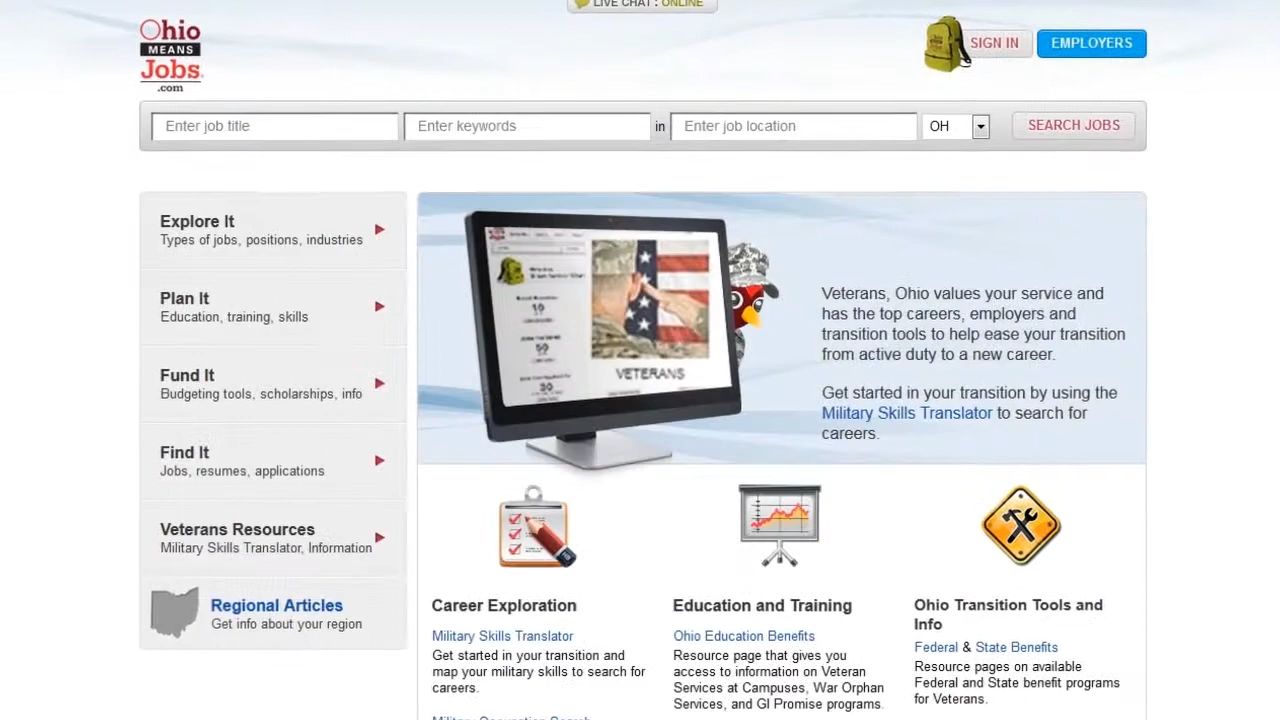 LIVE CHAT : ONLINE
Ohio
MEANS
Jobs
.com
SIGN IN
EMPLOYERS
Enter job title
Enter keywords
in
Enter job location
OH
SEARCH JOBS
Explore It
Types of jobs, positions, industries
Plan It
Education, training, skills
Fund It
Budgeting tools, scholarships, info
Find It
Jobs, resumes, applications
Veterans Resources
Military Skills Translator, Information
Regional Articles
Get info about your region
10
50
30
VETERANS
Veterans, Ohio values your service and
has the top careers, employers and
transition tools to help ease your transition
from active duty to a new career.
Get started in your transition by using the
Military Skills Translator to search for
careers.
Career Exploration
Military Skills Translator
Get started in your transition and
map your military skills to search for
careers.
Military Occupation Search
Education and Training
Ohio Education Benefits
Resource page that gives you
access to information on Veteran
Services at Campuses, War Orphan
Services, and GI Promise programs.
Ohio Transition Tools and
Info
Federal & State Benefits
Resource pages on available
Federal and State benefit programs
for Veterans.